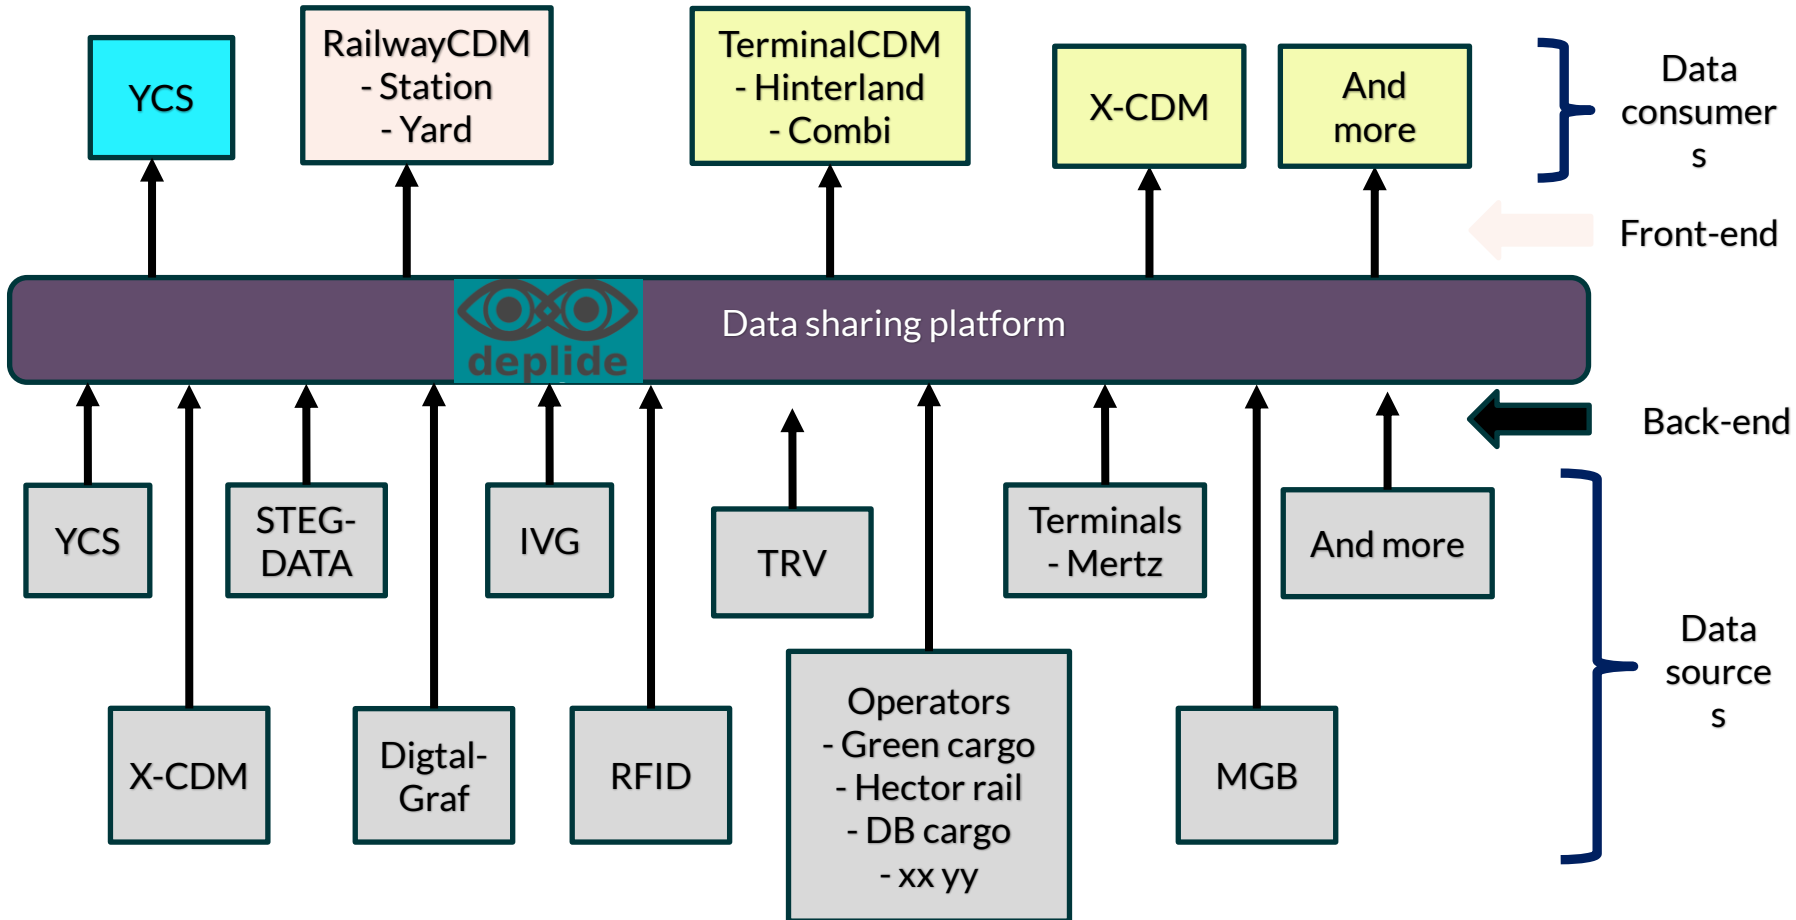 YCS
RailwayCDM
- Station
- Yard
TerminalCDM
- Hinterland
- Combi
X-CDM
And
more
Data
consumer
s
Front-end
deplide
Data sharing platform
Back-end
YCS
STEG-
DATA
IVG
TRV
Terminals
- Mertz
And more
X-CDM
Digtal-
Graf
RFID
Operators
- Green cargo
- Hector rail
- DB cargo
- xx yy
MGB
Data
source
s